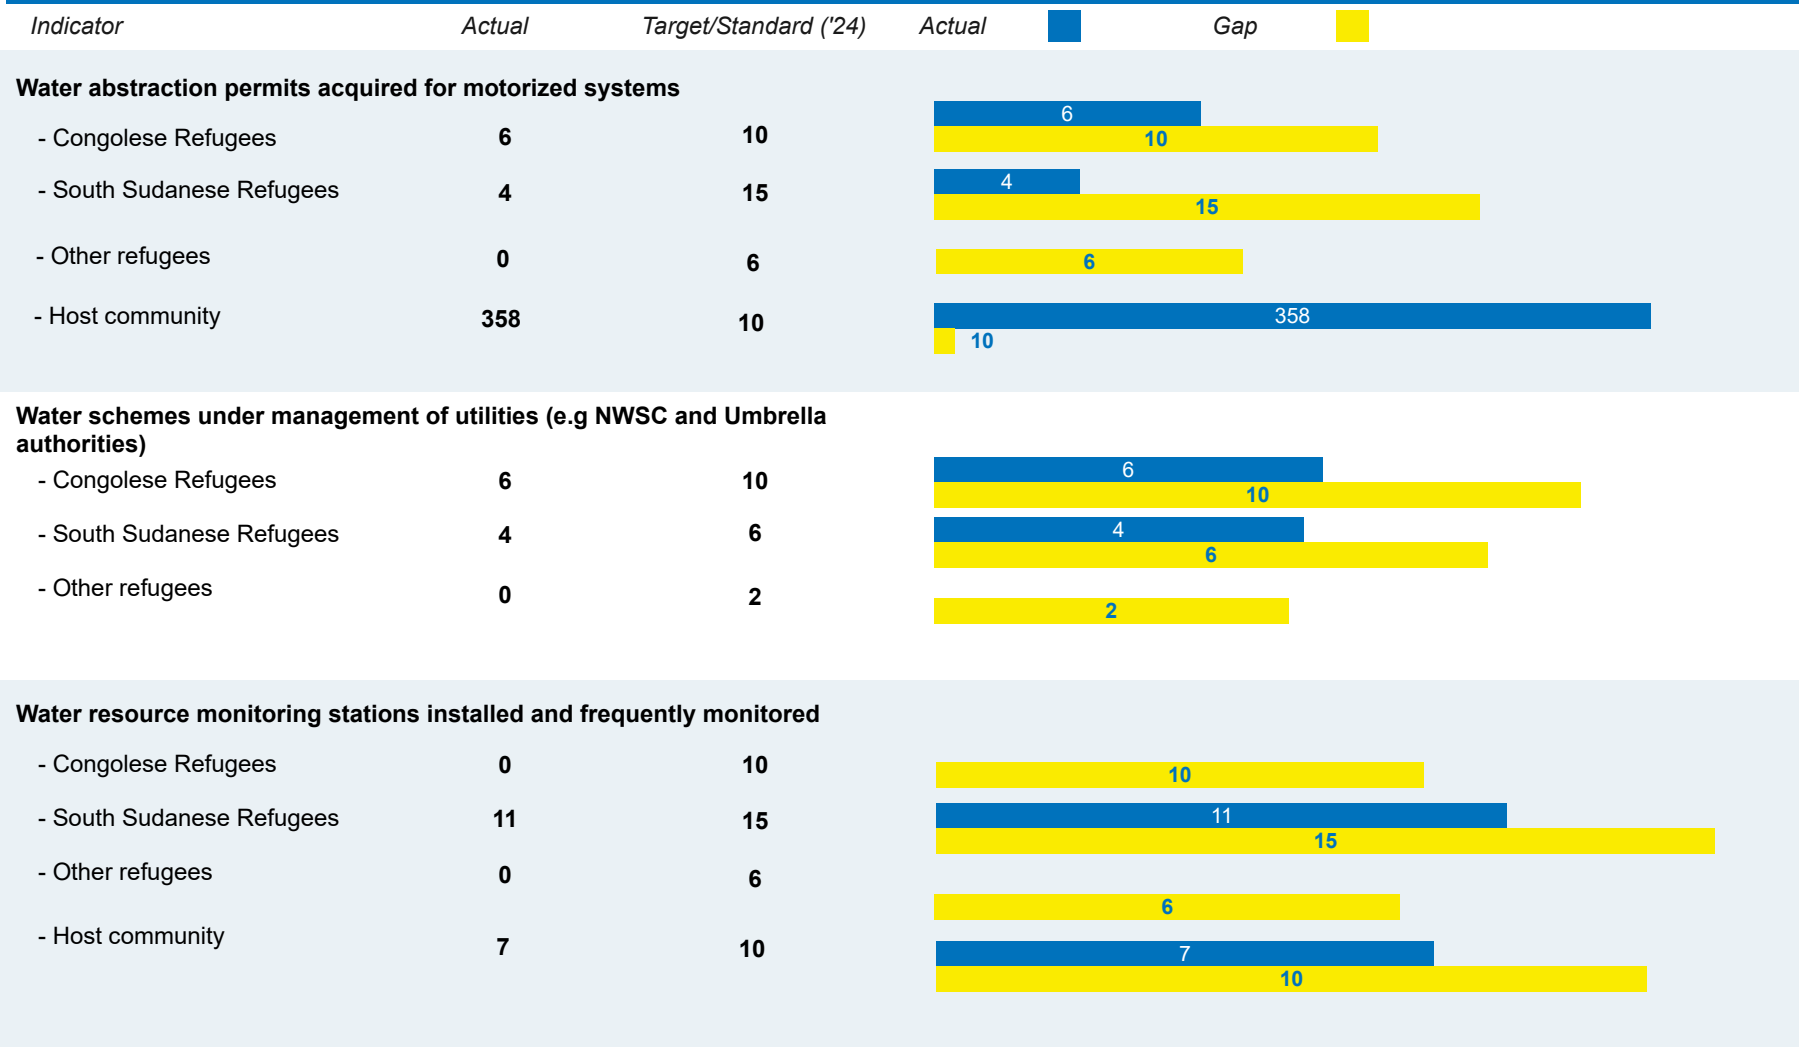 Indicator Actual Target/Standard ('24) Actual Gap
Water abstraction permits acquired for motorized systems
- Congolese Refugees 6 10 6
10
- South Sudanese Refugees 4 15 4
15
- Other refugees 0 6 6
- Host community 358 10 358
10
Water schemes under management of utilities (e.g NWSC and Umbrella
authorities)
- Congolese Refugees 6 10 6
10
- South Sudanese Refugees 4 6 4
6
- Other refugees 0 2 2
Water resource monitoring stations installed and frequently monitored
- Congolese Refugees 0 10 10
- South Sudanese Refugees 11 15 11
15
- Other refugees 0 6 6
- Host community 7 10 7
10